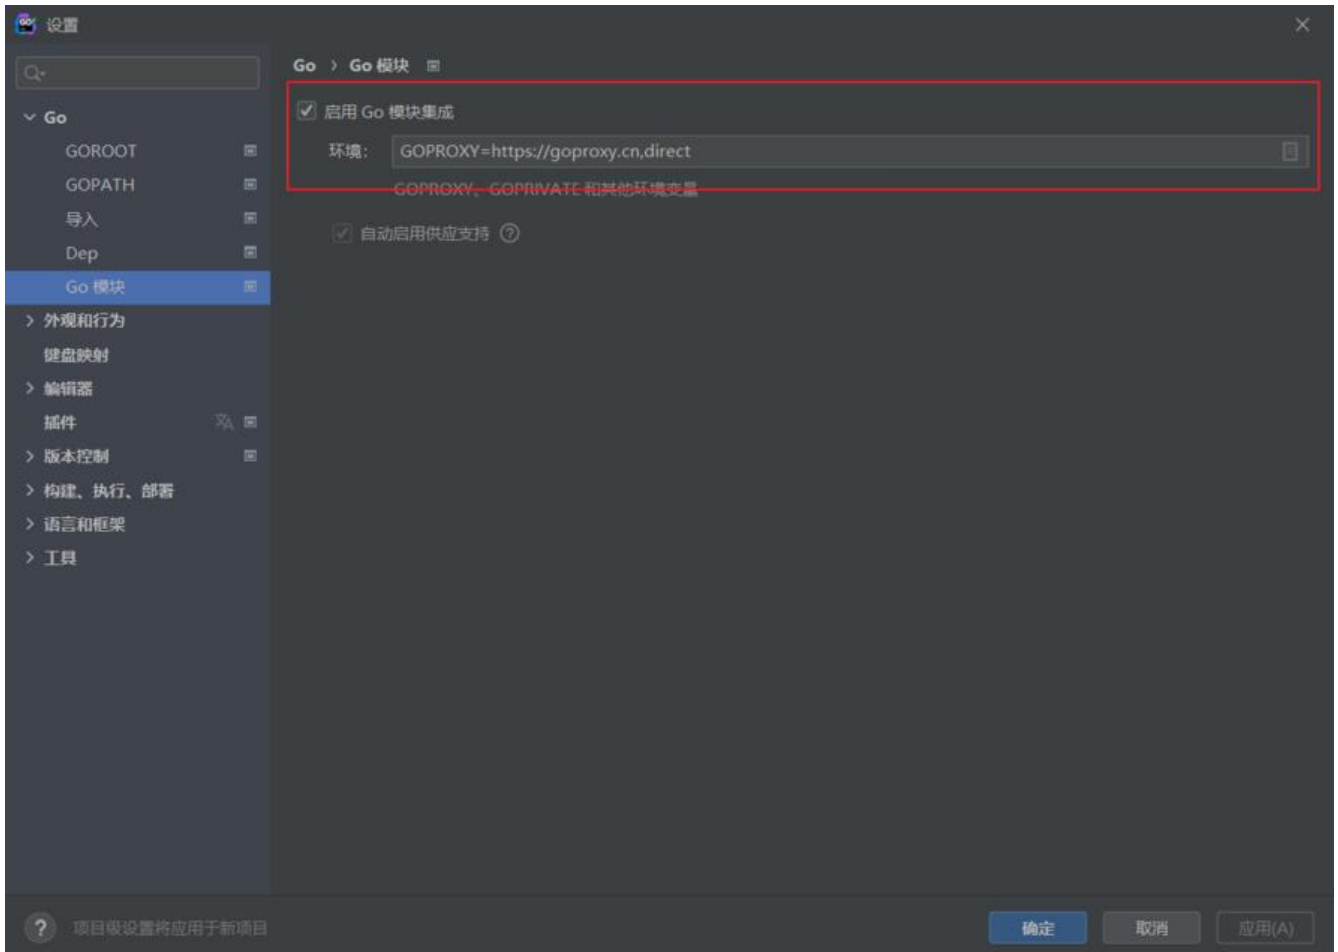 设置
Go › Go 模块
启用 Go 模块集成
环境: GOPROXY=https://goproxy.cn,direct
GOPROXY、GOPRIVATE 和其他环境变量
自动启用供应支持
Go
GOROOT
GOPATH
导入
Dep
Go 模块
外观和行为
键盘映射
编辑器
插件
版本控制
构建、执行、部署
语言和框架
工具
? 项目级设置将应用于新项目
确定
取消
应用(A)